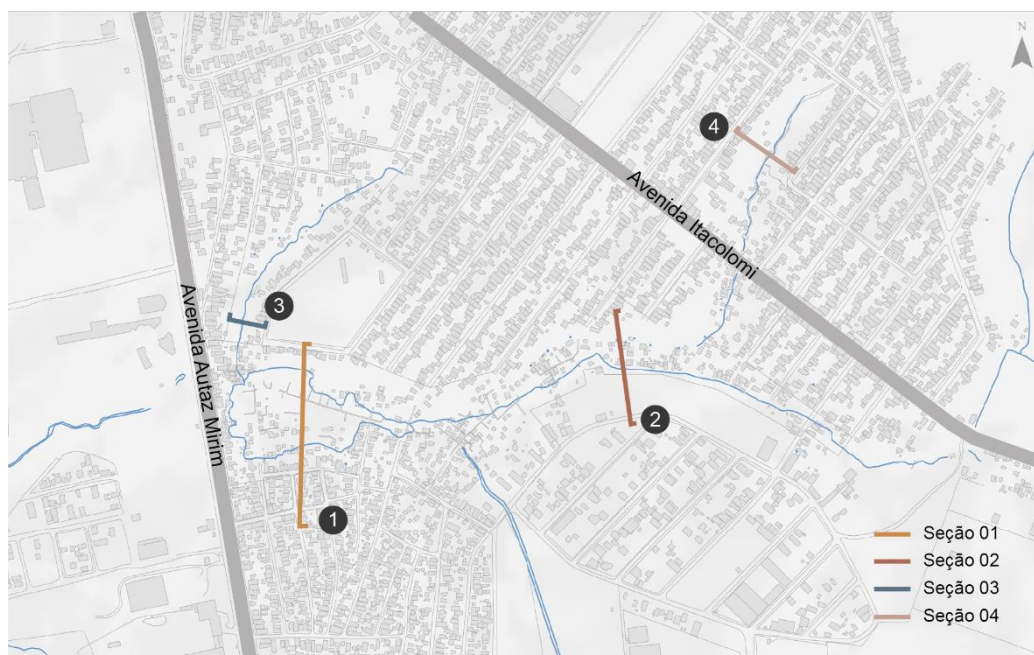 N
4
Avenida Itacolomi
3
Avenida Autaz Mirim
2
1
Seção 01
Seção 02
Seção 03
Seção 04